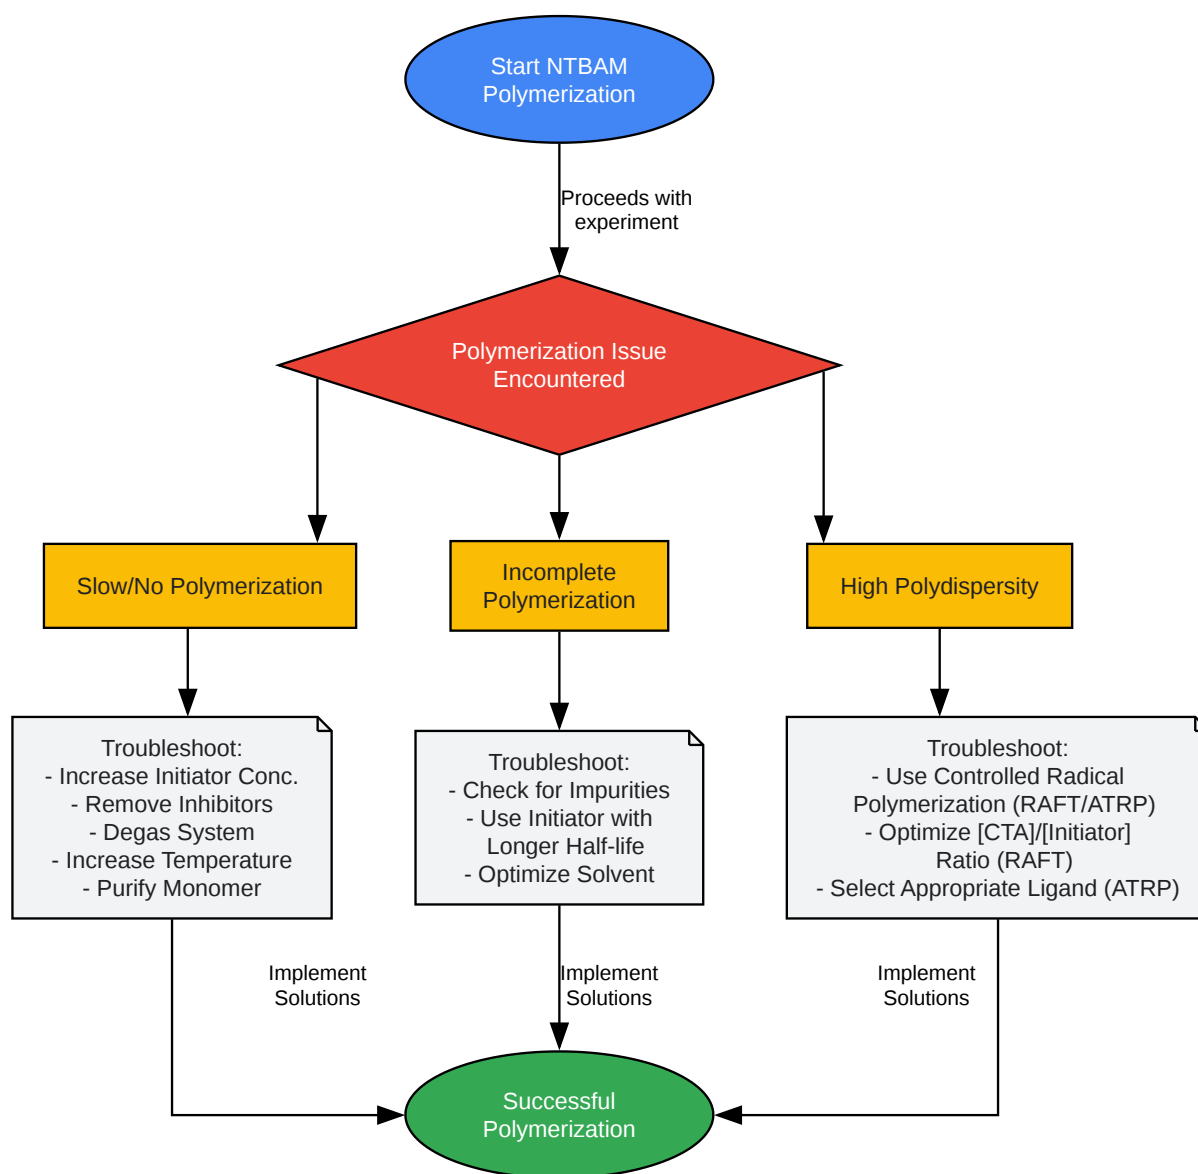 Start NTBAM
Polymerization
Proceeds with
experiment
Polymerization Issue
Encountered
Slow/No Polymerization
Incomplete
Polymerization
High Polydispersity
Troubleshoot:
- Increase Initiator Conc.
- Remove Inhibitors
- Degas System
- Increase Temperature
- Purify Monomer
Troubleshoot:
- Check for Impurities
- Use Initiator with
Longer Half-life
- Optimize Solvent
Troubleshoot:
- Use Controlled Radical
Polymerization (RAFT/ATRP)
- Optimize [CTA]/[Initiator]
Ratio (RAFT)
- Select Appropriate Ligand (ATRP)
Implement
Solutions
Implement
Solutions
Implement
Solutions
Successful
Polymerization